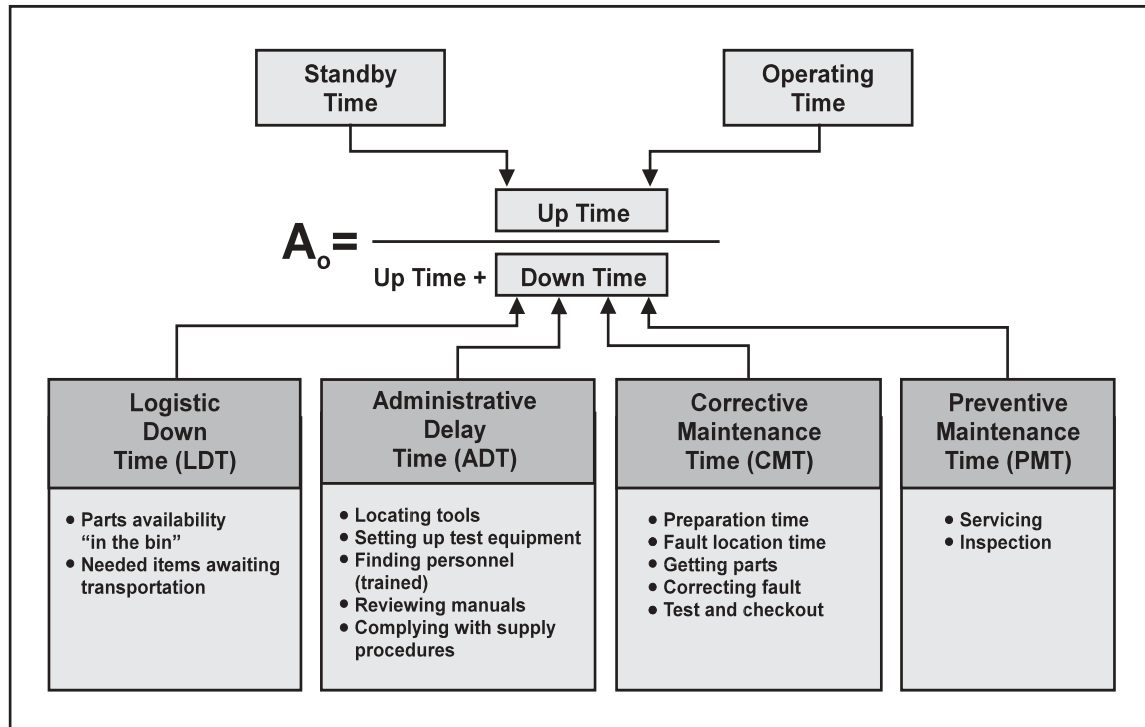 Standby
Time
Operating
Time
Up Time
Ao=
Up Time +
Down Time
Logistic
Down
Time (LDT)
• Parts availability
“in the bin”
• Needed items awaiting
transportation
Administrative
Delay
Time (ADT)
• Locating tools
• Setting up test equipment
• Finding personnel
(trained)
• Reviewing manuals
• Complying with supply
procedures
Corrective
Maintenance
Time (CMT)
• Preparation time
• Fault location time
• Getting parts
• Correcting fault
• Test and checkout
Preventive
Maintenance
Time (PMT)
• Servicing
• Inspection